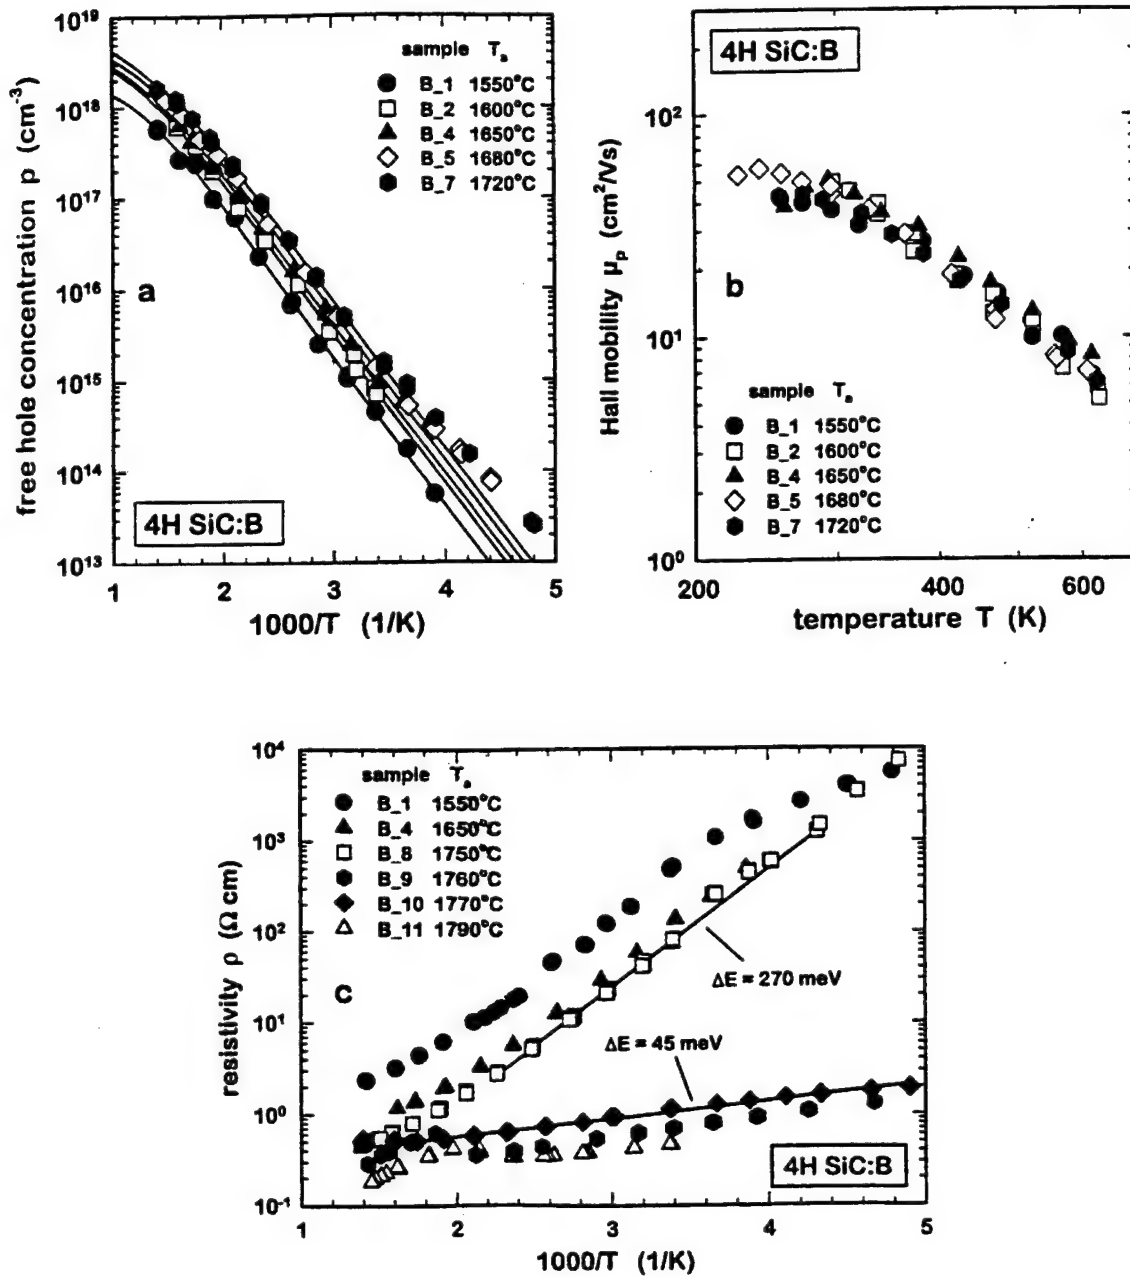 10¹⁹
10¹⁸
10¹⁷
10¹⁶
10¹⁵
10¹⁴
10¹³
free hole concentration p (cm⁻³)
sample Tₐ
B_1 1550°C
B_2 1600°C
B_4 1650°C
B_5 1680°C
B_7 1720°C
a
4H SiC:B
1 2 3 4 5
1000/T (1/K)
4H SiC:B
10²
10¹
10⁰
Hall mobility μₚ (cm²/Vs)
b
sample Tₐ
B_1 1550°C
B_2 1600°C
B_4 1650°C
B_5 1680°C
B_7 1720°C
200 400 600
temperature T (K)
10⁴
10³
10²
10¹
10⁰
10⁻¹
resistivity ρ (Ω cm)
sample Tₐ
B_1 1550°C
B_4 1650°C
B_8 1750°C
B_9 1760°C
B_10 1770°C
B_11 1790°C
c
ΔE = 270 meV
ΔE = 45 meV
4H SiC:B
1 2 3 4 5
1000/T (1/K)